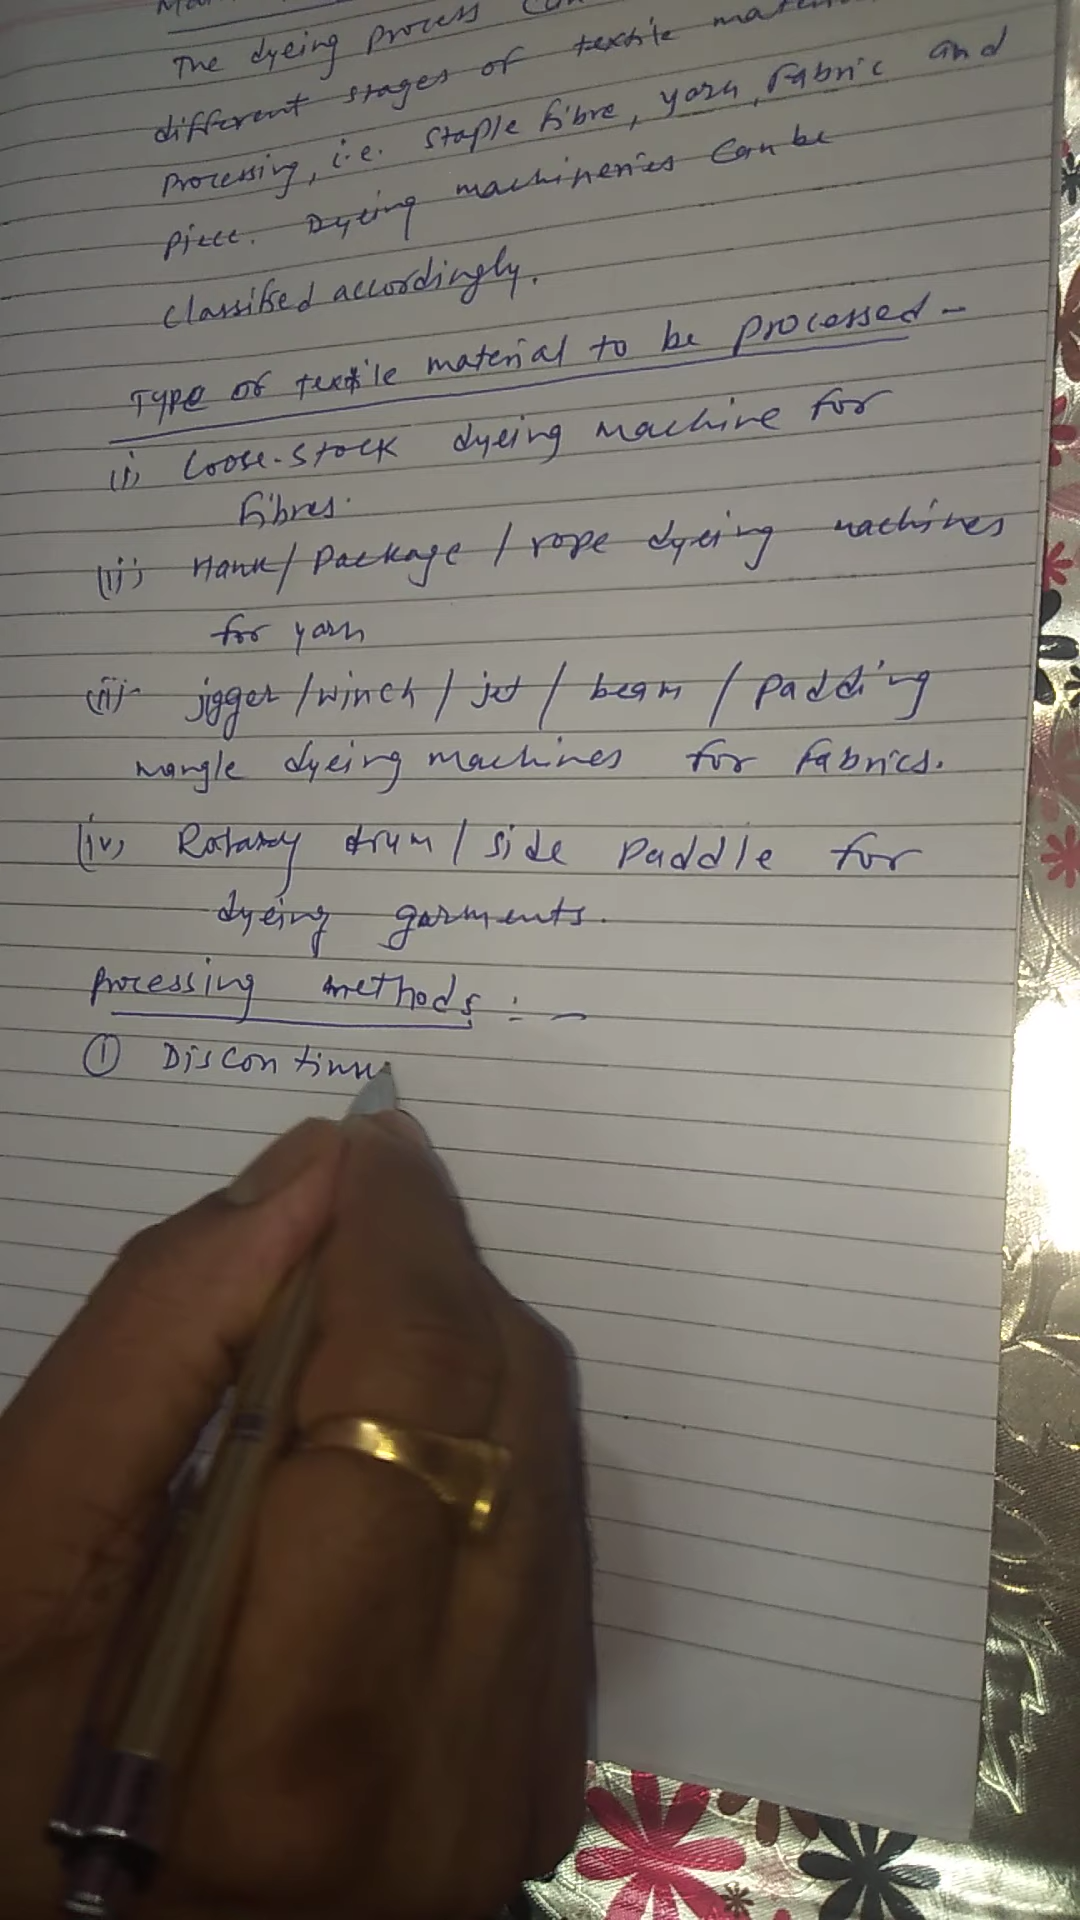 The dyeing process
different stages of textile
Processing, i.e. Staple fibre, yarn, Fabric and
piece. Dyeing machineries Can be
Classified accordingly.
Type of textile material to be processed-
(i) Loose-stock dyeing machine for
fibres.
(ii) Hank/Package/rope dyeing machines
for yarn
(iii) jigger/winch/jet/beam/Padding
mangle dyeing machines for fabrics.
(iv) Rotary drum/side Paddle for
dyeing garments.
Processing methods:-
① Discontinu